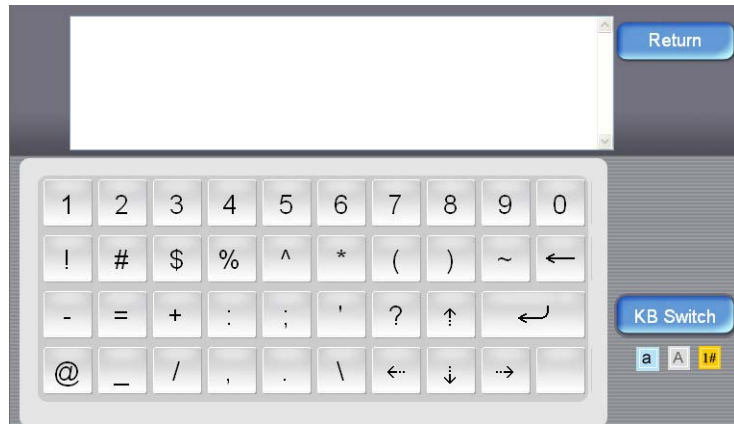 Return
1 2 3 4 5 6 7 8 9 0
! # $ % ^ * ( ) ~ ←
- = + : ; ' ? ⇡ ↵
KB Switch
a A 1#
@ _ / , . \ ⇠ ⇣ ⇢